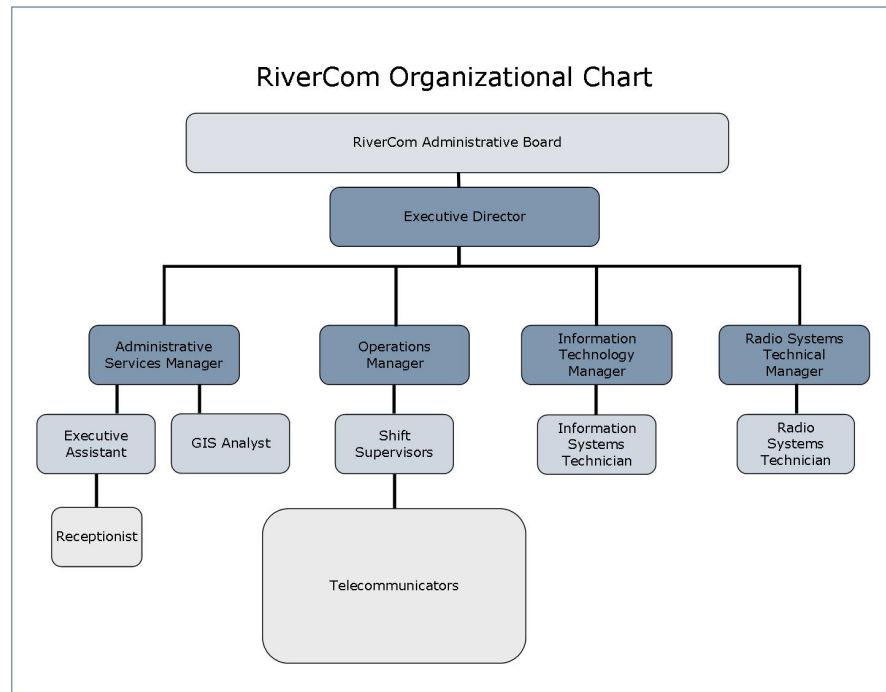 RiverCom Organizational Chart
RiverCom Administrative Board
Executive Director
Administrative
Services Manager
Operations
Manager
Information
Technology
Manager
Radio Systems
Technical
Manager
Executive
Assistant
GIS Analyst
Shift
Supervisors
Information
Systems
Technician
Radio
Systems
Technician
Receptionist
Telecommunicators